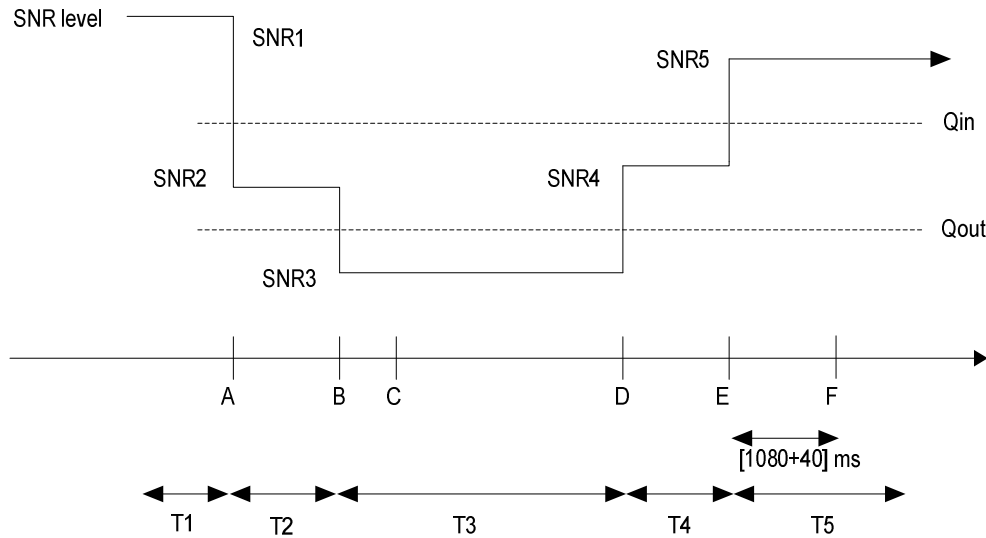 SNR level
SNR1
SNR5
Qin
SNR2
SNR4
Qout
SNR3
A
B
C
D
E
F
[1080+40] ms
T1
T2
T3
T4
T5